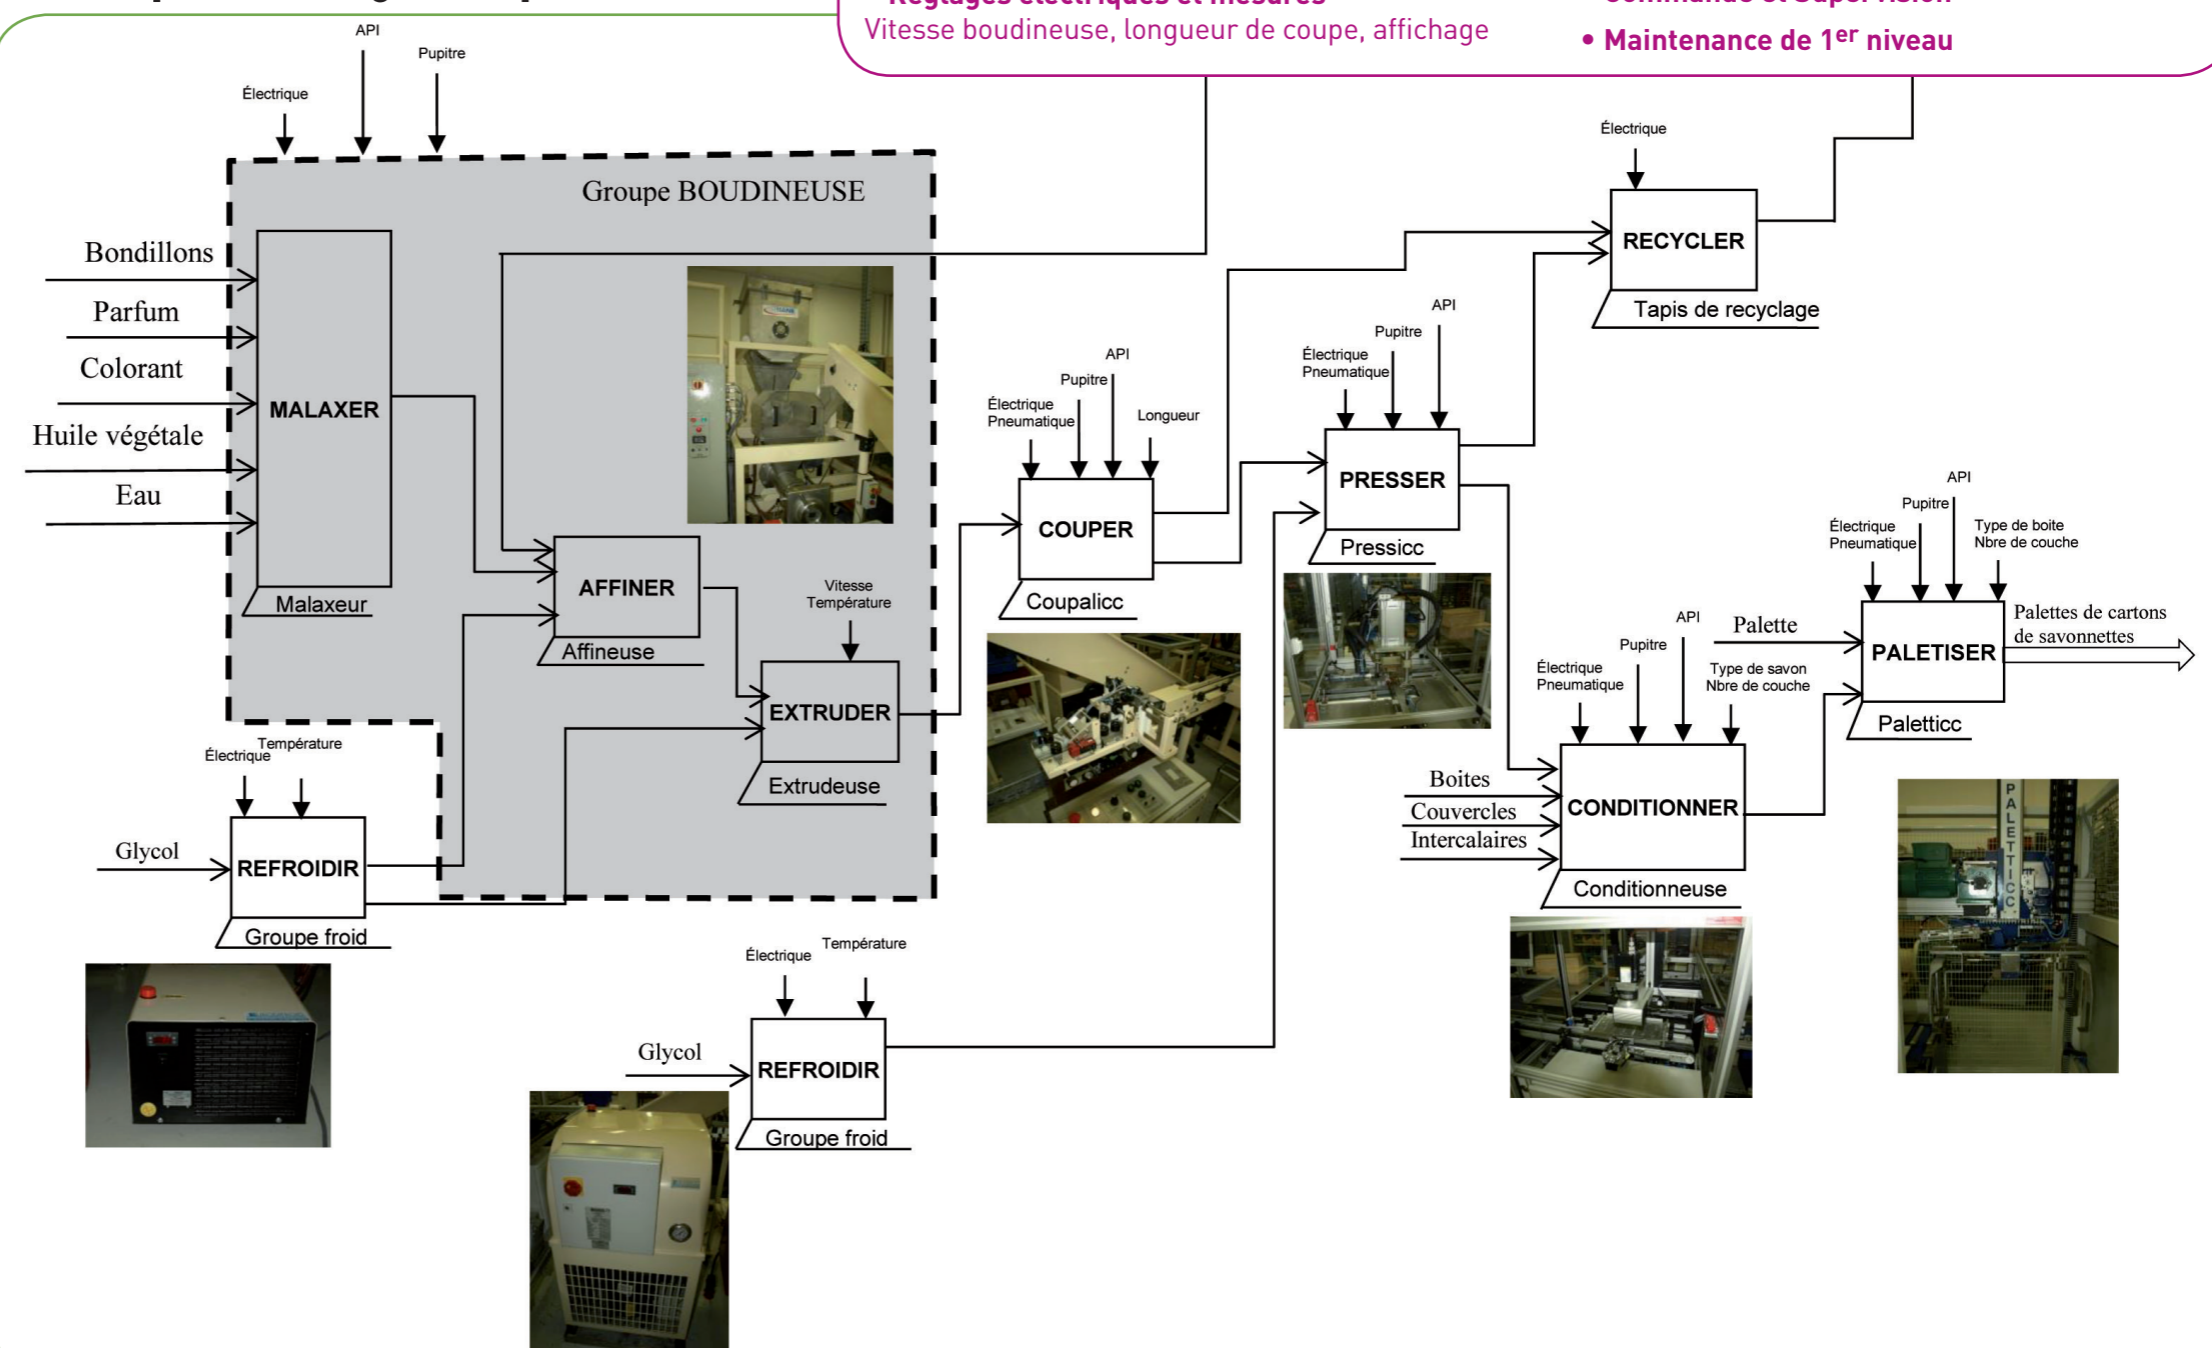 Vitesse boudineuse, longueur de coupe, affichage
• Maintenance de 1er niveau
API
Pupitre
Électrique
Groupe BOUDINEUSE
Bondillons
Parfum
Colorant
Huile végétale
Eau
MALAXER
Malaxeur
AFFINER
Affineuse
Vitesse
Température
EXTRUDER
Extrudeuse
Électrique
Température
Glycol
REFROIDIR
Groupe froid
Électrique
Pneumatique
Pupitre
API
Longueur
COUPER
Coupalicc
Électrique
Pneumatique
Pupitre
API
PRESSER
Pressicc
Électrique
RECYCLER
Tapis de recyclage
Électrique
Température
Glycol
REFROIDIR
Groupe froid
Électrique
Pneumatique
Pupitre
API
Type de savon
Nbre de couche
Boites
Couvercles
Intercalaires
CONDITIONNER
Conditionneuse
Électrique
Pneumatique
Pupitre
API
Type de boite
Nbre de couche
Palette
PALETISER
Paletticc
Palettes de cartons
de savonnettes
PALETTICC